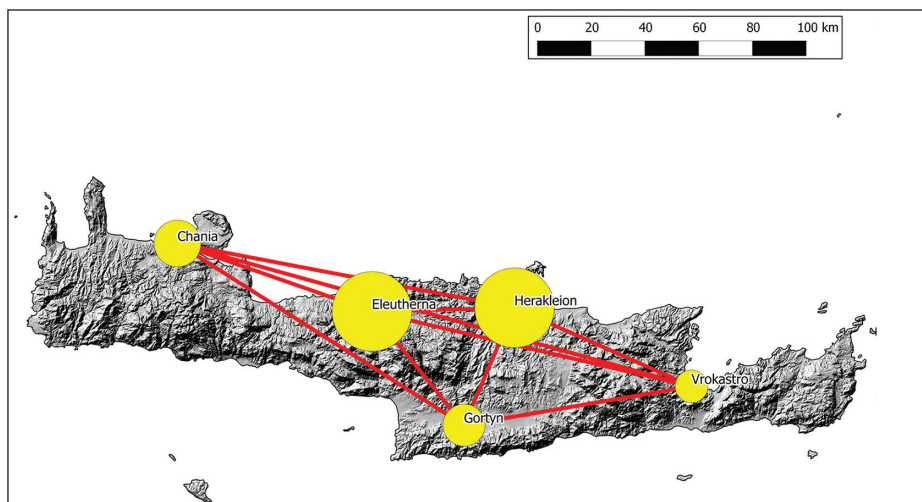 0 20 40 60 80 100 km
Chania
Eleutherna
Herakleion
Vrokastro
Gortyn